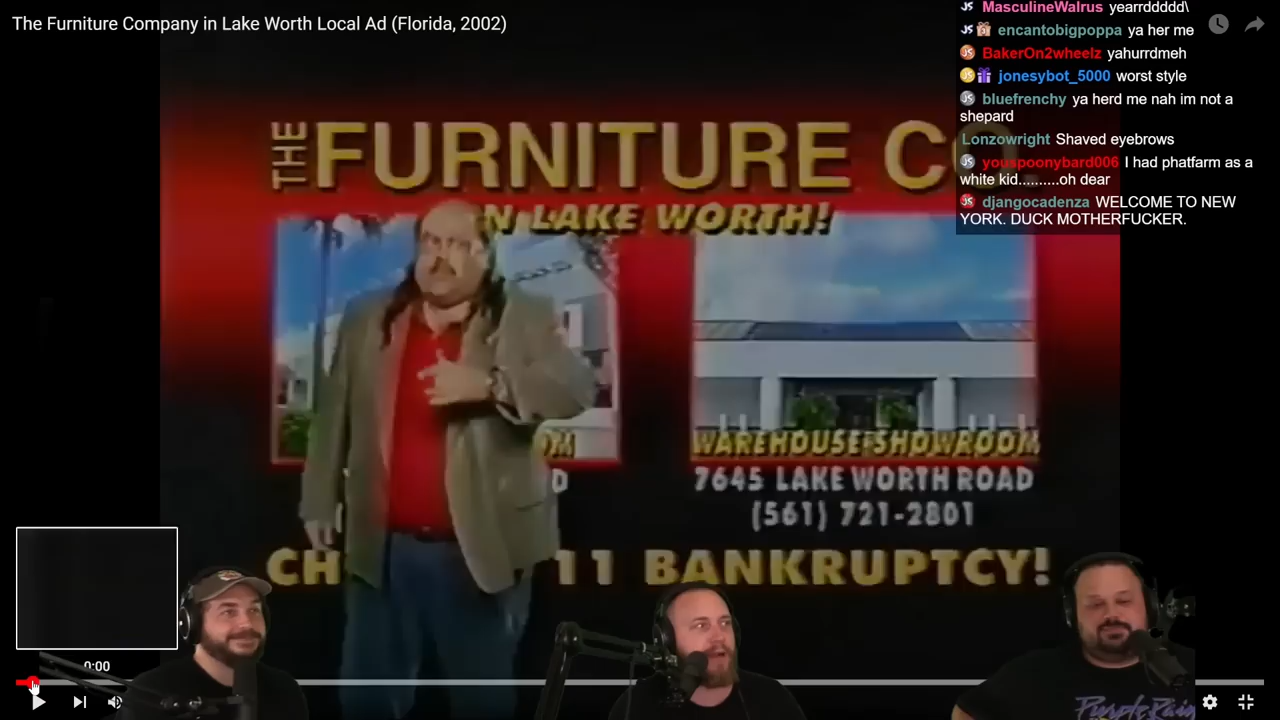 The Furniture Company in Lake Worth Local Ad (Florida, 2002)
MasculineWalrus yearrddddd\
encantobigpoppa ya her me
BakerOn2wheelz yahurrdmeh
jonesybot_5000 worst style
bluefrenchy ya herd me nah im not a
shepard
Lonzowright Shaved eyebrows
youspoonybard006 I had phatfarm as a
white kid..........oh dear
djangocadenza WELCOME TO NEW
YORK. DUCK MOTHERFUCKER.
THE FURNITURE C
N LAKE WORTH!
OM
D
WAREHOUSE SHOWROOM
7645 LAKE WORTH ROAD
(561) 721-2801
CH 11 BANKRUPTCY!
0:00
Purple Rain